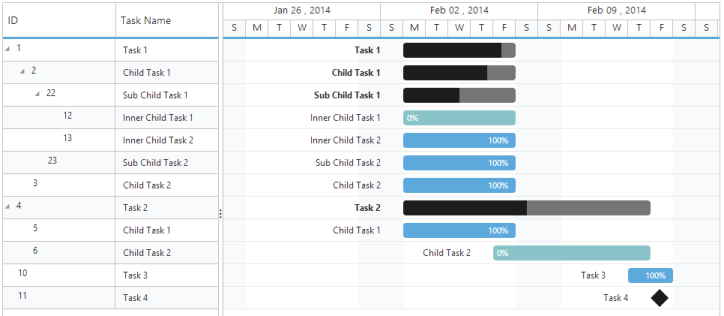 ID Task Name Jan 26 , 2014 Feb 02 , 2014 Feb 09 , 2014
S M T W T F S S M T W T F S S M T W T F S S
1 Task 1 Task 1
2 Child Task 1 Child Task 1
22 Sub Child Task 1 Sub Child Task 1
12 Inner Child Task 1 Inner Child Task 1 0%
13 Inner Child Task 2 Inner Child Task 2 100%
23 Sub Child Task 2 Sub Child Task 2 100%
3 Child Task 2 Child Task 2 100%
4 Task 2 Task 2
5 Child Task 1 Child Task 1 100%
6 Child Task 2 Child Task 2 0%
10 Task 3 Task 3 100%
11 Task 4 Task 4